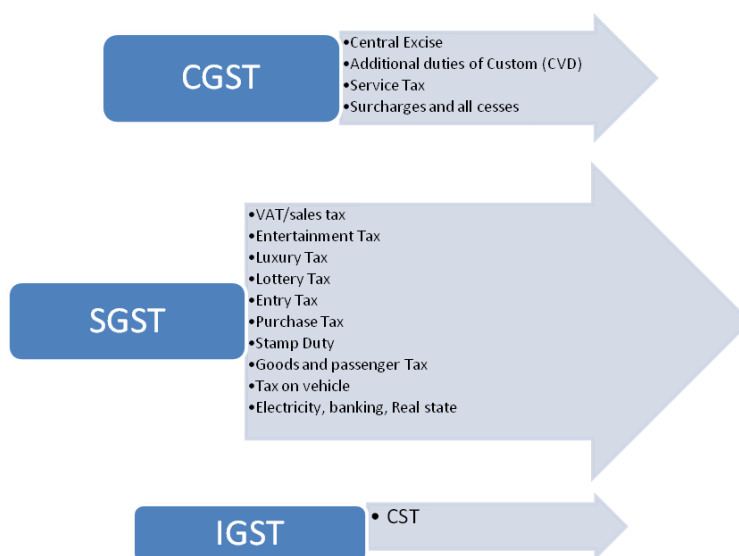 CGST
•Central Excise
•Additional duties of Custom (CVD)
•Service Tax
•Surcharges and all cesses
SGST
•VAT/sales tax
•Entertainment Tax
•Luxury Tax
•Lottery Tax
•Entry Tax
•Purchase Tax
•Stamp Duty
•Goods and passenger Tax
•Tax on vehicle
•Electricity, banking, Real state
IGST
• CST